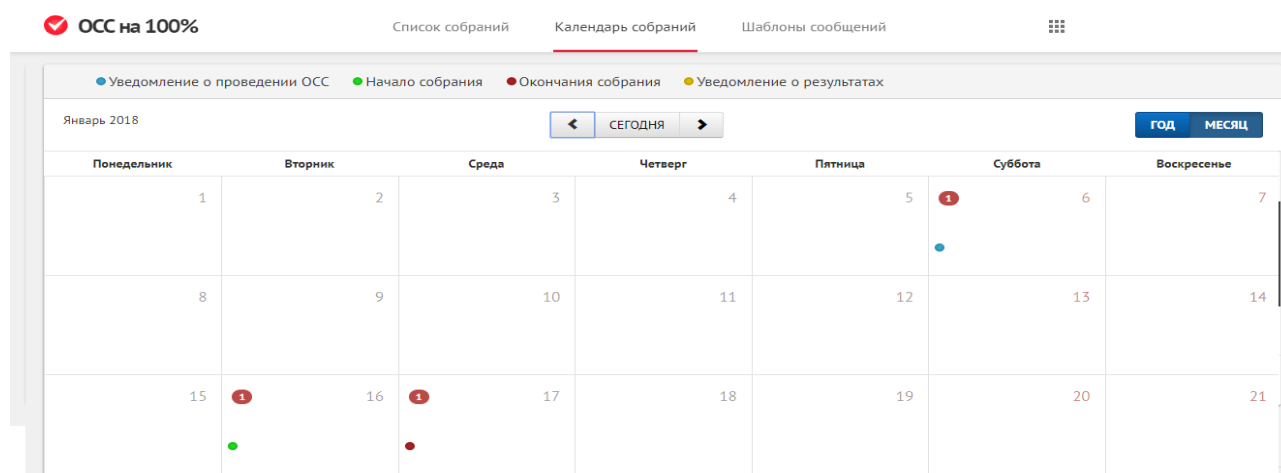 ОСС на 100%
Список собраний Календарь собраний Шаблоны сообщений
Уведомление о проведении ОСС Начало собрания Окончания собрания Уведомление о результатах
Январь 2018 СЕГОДНЯ ГОД МЕСЯЦ
Понедельник Вторник Среда Четверг Пятница Суббота Воскресенье
1 2 3 4 5 1 6 7
8 9 10 11 12 13 14
15 1 16 1 17 18 19 20 21